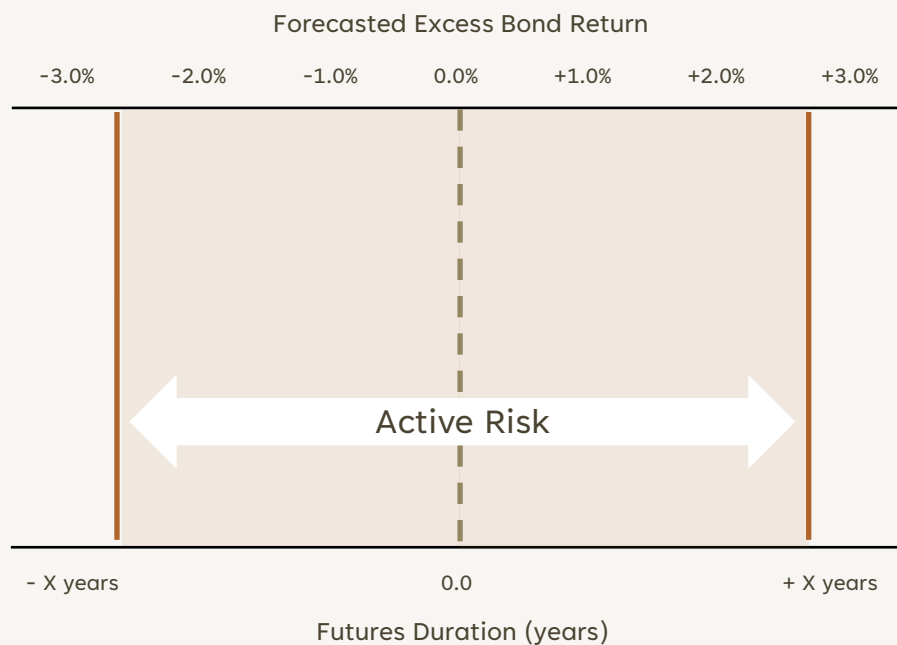 Forecasted Excess Bond Return
-3.0% -2.0% -1.0% 0.0% +1.0% +2.0% +3.0%
Active Risk
- X years 0.0 + X years
Futures Duration (years)